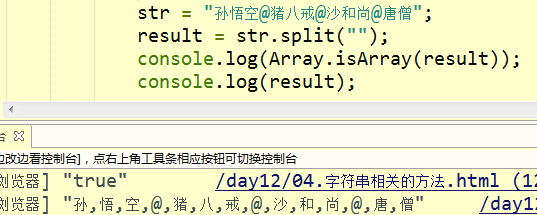 str = "孙悟空@猪八戒@沙和尚@唐僧";
result = str.split("");
console.log(Array.isArray(result));
console.log(result);
台
边改边看控制台]，点右上角工具条相应按钮可切换控制台
浏览器] "true" /day12/04.字符串相关的方法.html (12
浏览器] "孙,悟,空,@,猪,八,戒,@,沙,和,尚,@,唐,僧" /day12